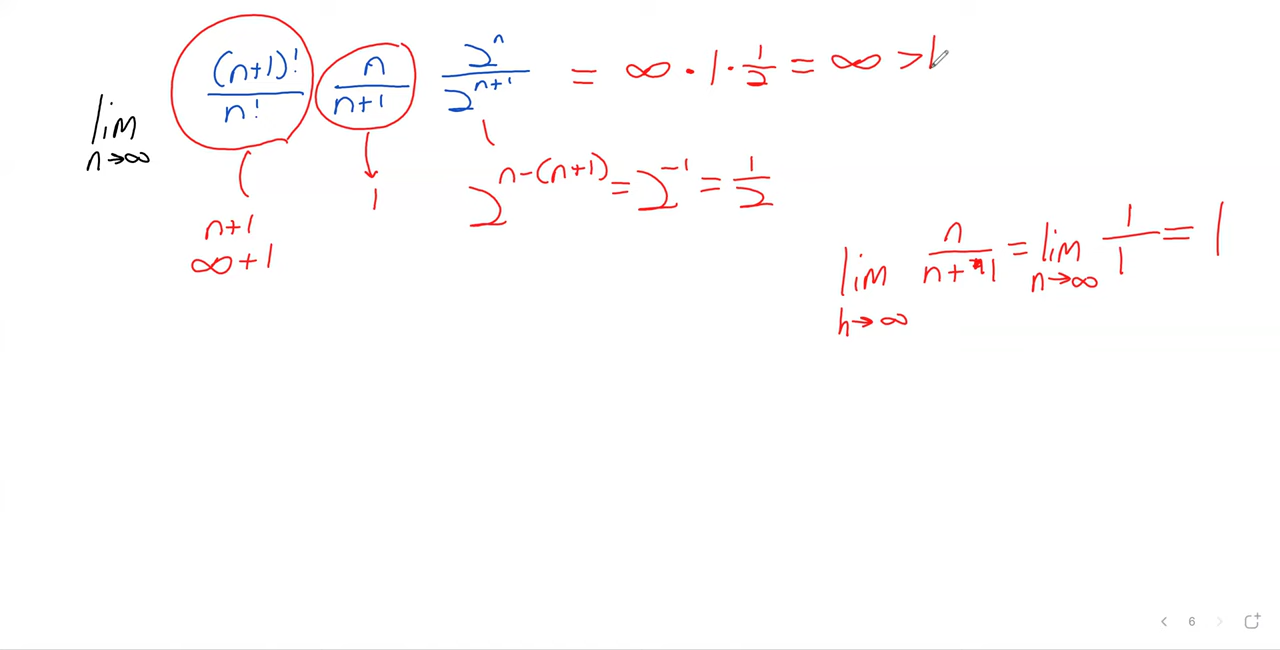 lim n→∞ (n+1)!/n! n/n+1 2^n/2^(n+1) = ∞ · 1 · 1/2 = ∞ > 1
2^(n-(n+1)) = 2^-1 = 1/2
1
n+1
∞+1
lim h→∞ n/n+1 = lim n→∞ 1/1 = 1
6